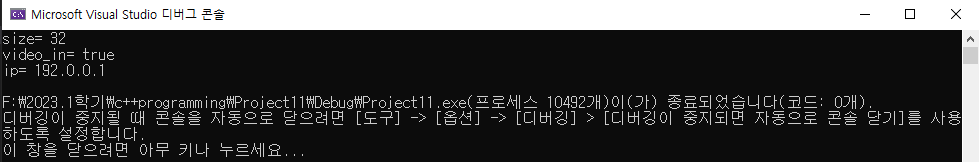 Microsoft Visual Studio 디버그 콘솔
size= 32
video_in= true
ip= 192.0.0.1
F:\2023.1학기\c++programming\Project11\Debug\Project11.exe(프로세스 10492개)이(가) 종료되었습니다(코드: 0개).
디버깅이 중지될 때 콘솔을 자동으로 닫으려면 [도구] -> [옵션] -> [디버깅] > [디버깅이 중지되면 자동으로 콘솔 닫기]를 사용
하도록 설정합니다.
이 창을 닫으려면 아무 키나 누르세요...